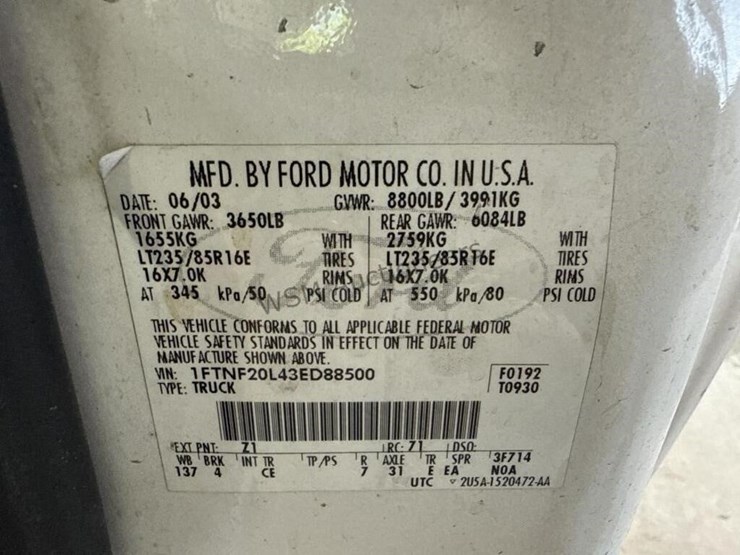 MFD. BY FORD MOTOR CO. IN U.S.A.
DATE: 06/03 GVWR: 8800LB/ 3991KG
FRONT GAWR: 3650LB REAR GAWR: 6084LB
1655KG WITH 2759KG WITH
LT235/85R16E TIRES LT235/85R16E TIRES
16X7.0K RIMS 16X7.0K RIMS
AT 345 kPa/50 PSI COLD AT 550 kPa/80 PSI COLD
THIS VEHICLE CONFORMS TO ALL APPLICABLE FEDERAL MOTOR
VEHICLE SAFETY STANDARDS IN EFFECT ON THE DATE OF
MANUFACTURE SHOWN ABOVE.
VIN: 1FTNF20L43ED88500 F0192
TYPE: TRUCK T0930
EXT PNT: Z1 RC: 71 DSO:
WB BRK INT TR TP/PS R AXLE TR SPR 3F714
137 4 CE 7 31 E EA NOA
UTC 2U5A-1520472-AA
Ford